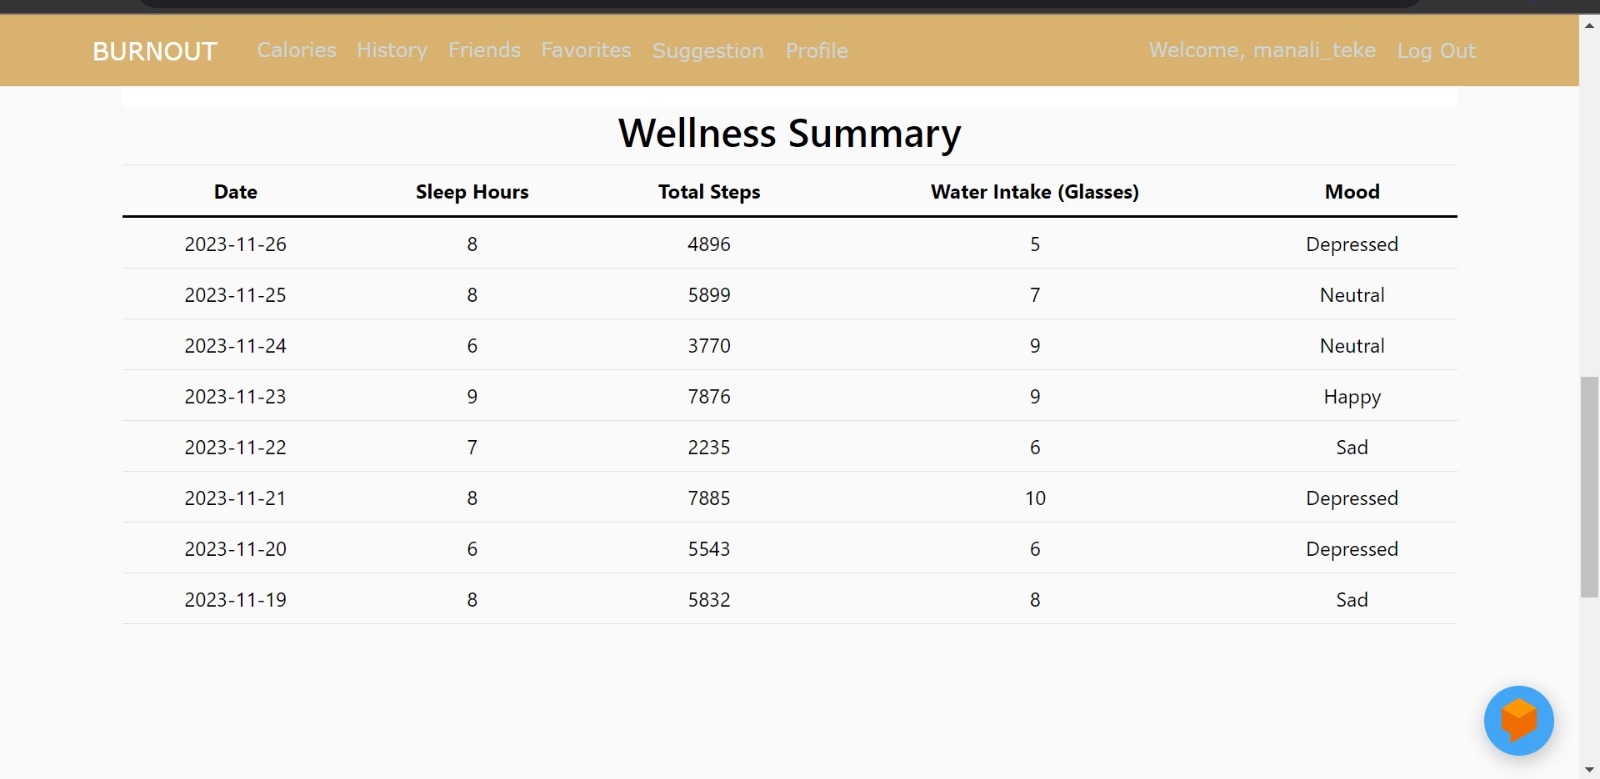 BURNOUT Calories History Friends Favorites Suggestion Profile Welcome, manali_teke Log Out
Wellness Summary
Date Sleep Hours Total Steps Water Intake (Glasses) Mood
2023-11-26 8 4896 5 Depressed
2023-11-25 8 5899 7 Neutral
2023-11-24 6 3770 9 Neutral
2023-11-23 9 7876 9 Happy
2023-11-22 7 2235 6 Sad
2023-11-21 8 7885 10 Depressed
2023-11-20 6 5543 6 Depressed
2023-11-19 8 5832 8 Sad